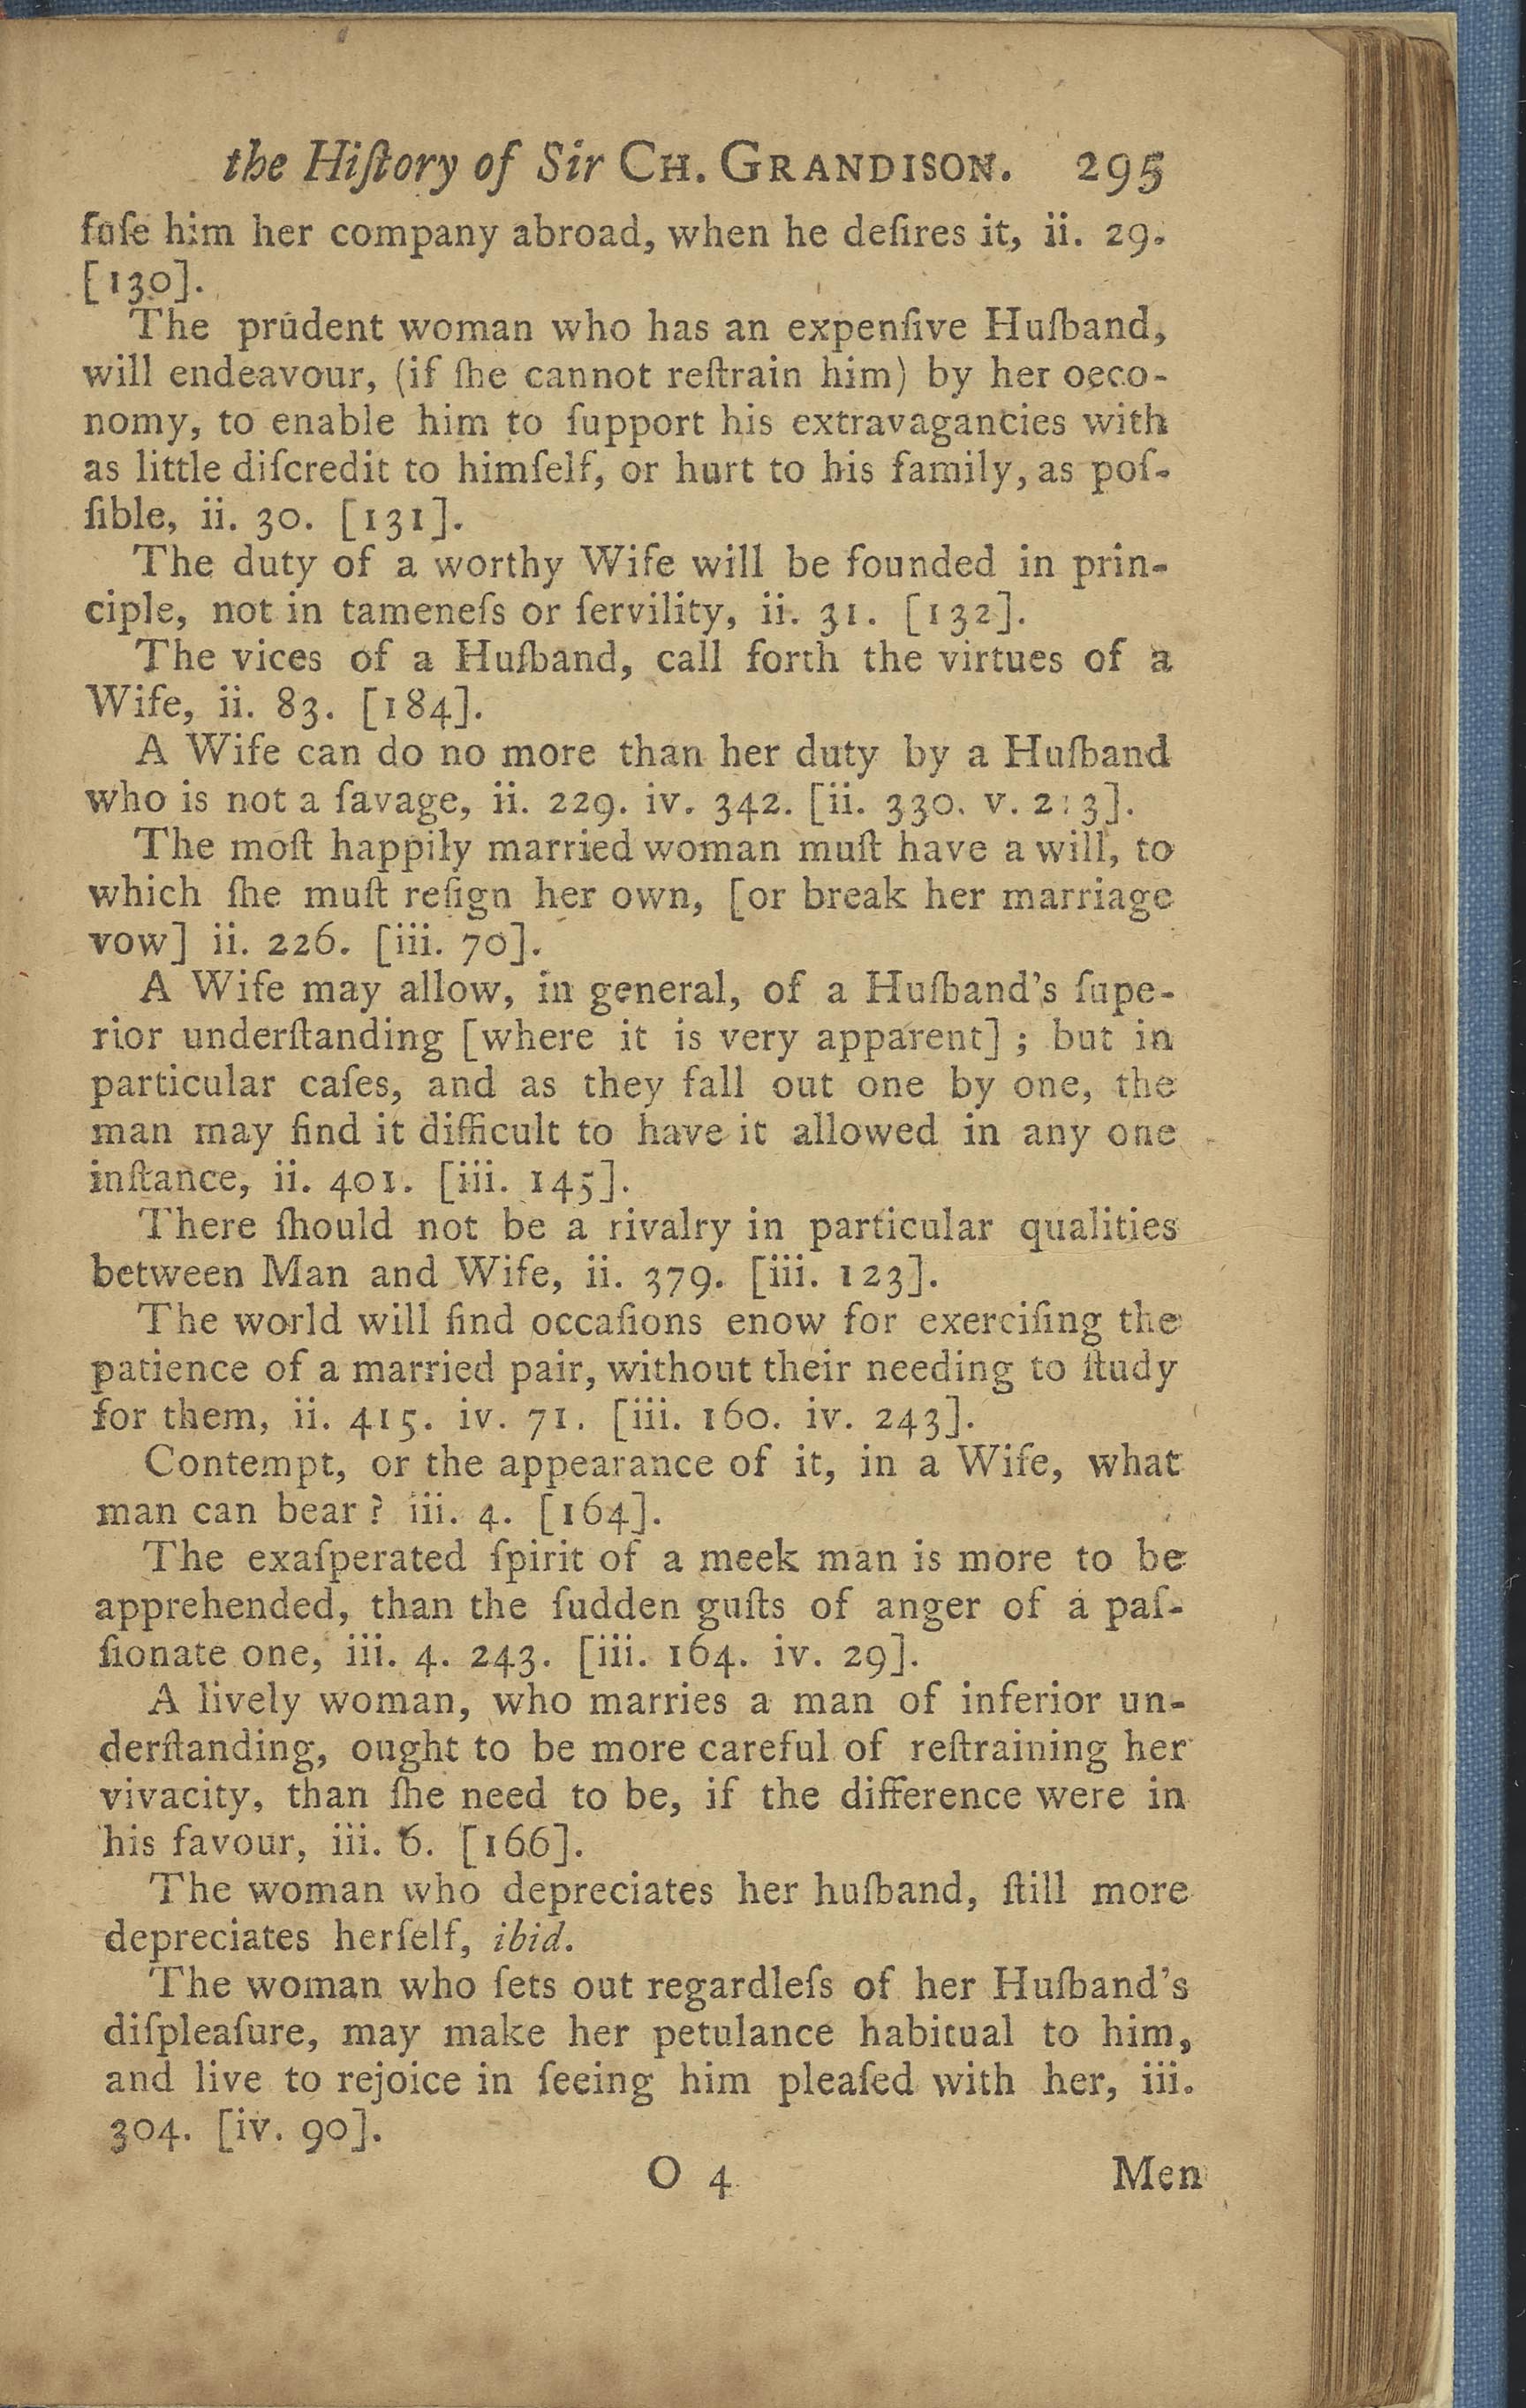 the Hiſtory of Sir CH. GRANDISON. 295
fuſe him her company abroad, when he deſires it, ii. 29.
[130].
The prudent woman who has an expenſive Huſband,
will endeavour, (if ſhe cannot reſtrain him) by her oeco-
nomy, to enable him to ſupport his extravagancies with
as little diſcredit to himſelf, or hurt to his family, as poſ-
ſible, ii. 30. [131].
The duty of a worthy Wife will be founded in prin-
ciple, not in tameneſs or ſervility, ii. 31. [132].
The vices of a Huſband, call forth the virtues of a
Wife, ii. 83. [184].
A Wife can do no more than her duty by a Huſband
who is not a ſavage, ii. 229. iv. 342. [ii. 330. v. 213].
The moſt happily married woman muſt have a will, to
which ſhe muſt reſign her own, [or break her marriage
vow] ii. 226. [iii. 70].
A Wife may allow, in general, of a Huſband's ſupe-
rior underſtanding [where it is very apparent] ; but in
particular caſes, and as they fall out one by one, the
man may find it difficult to have it allowed in any one
inſtance, ii. 401. [iii. 145].
There ſhould not be a rivalry in particular qualities
between Man and Wife, ii. 379. [iii. 123].
The world will find occaſions enow for exerciſing the
patience of a married pair, without their needing to ſtudy
for them, ii. 415. iv. 71. [iii. 160. iv. 243].
Contempt, or the appearance of it, in a Wife, what
man can bear ? iii. 4. [164].
The exaſperated ſpirit of a meek man is more to be
apprehended, than the ſudden guſts of anger of a paſ-
ſionate one, iii. 4. 243. [iii. 164. iv. 29].
A lively woman, who marries a man of inferior un-
derſtanding, ought to be more careful of reſtraining her
vivacity, than ſhe need to be, if the difference were in
his favour, iii. 6. [166].
The woman who depreciates her huſband, ſtill more
depreciates herſelf, ibid.
The woman who ſets out regardleſs of her Huſband's
diſpleaſure, may make her petulance habitual to him,
and live to rejoice in ſeeing him pleaſed with her, iii.
304. [iv. 90].
O 4 Men